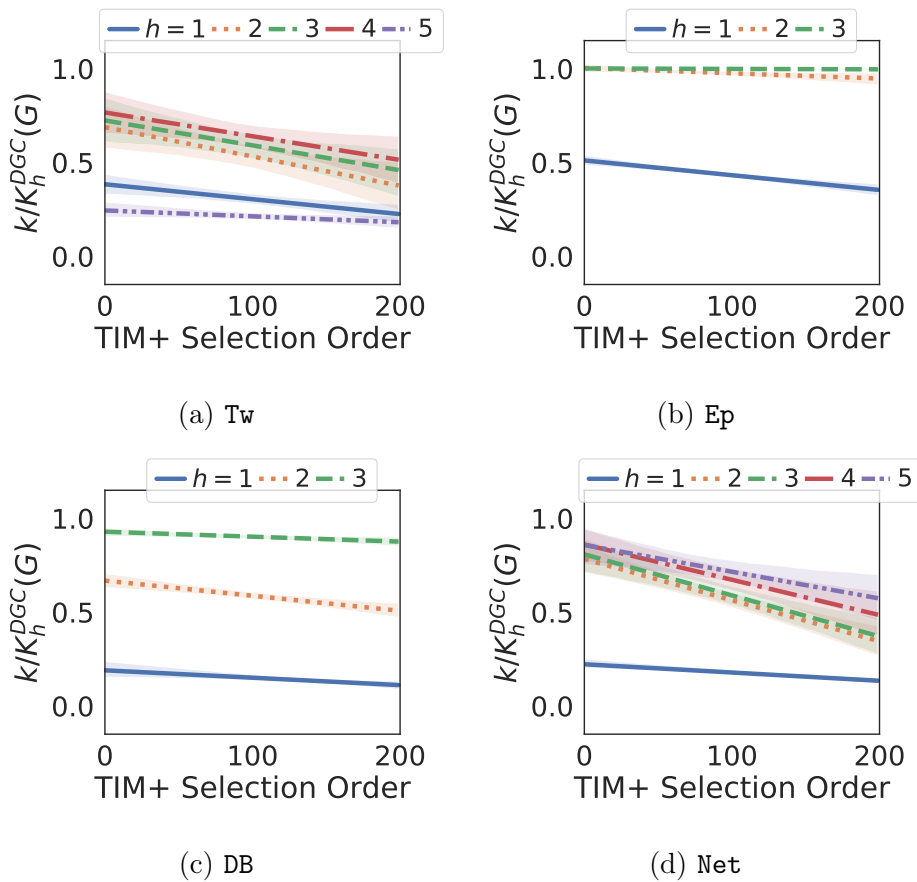 h = 1 2 3 4 5
h = 1 2 3
1.0
1.0
k/K_h^{DGC}(G)
0.5
k/K_h^{DGC}(G)
0.5
0.0
0.0
0 100 200
0 100 200
TIM+ Selection Order
TIM+ Selection Order
(a) Tw
(b) Ep
h = 1 2 3
h = 1 2 3 4 5
1.0
1.0
k/K_h^{DGC}(G)
0.5
k/K_h^{DGC}(G)
0.5
0.0
0.0
0 100 200
0 100 200
TIM+ Selection Order
TIM+ Selection Order
(c) DB
(d) Net